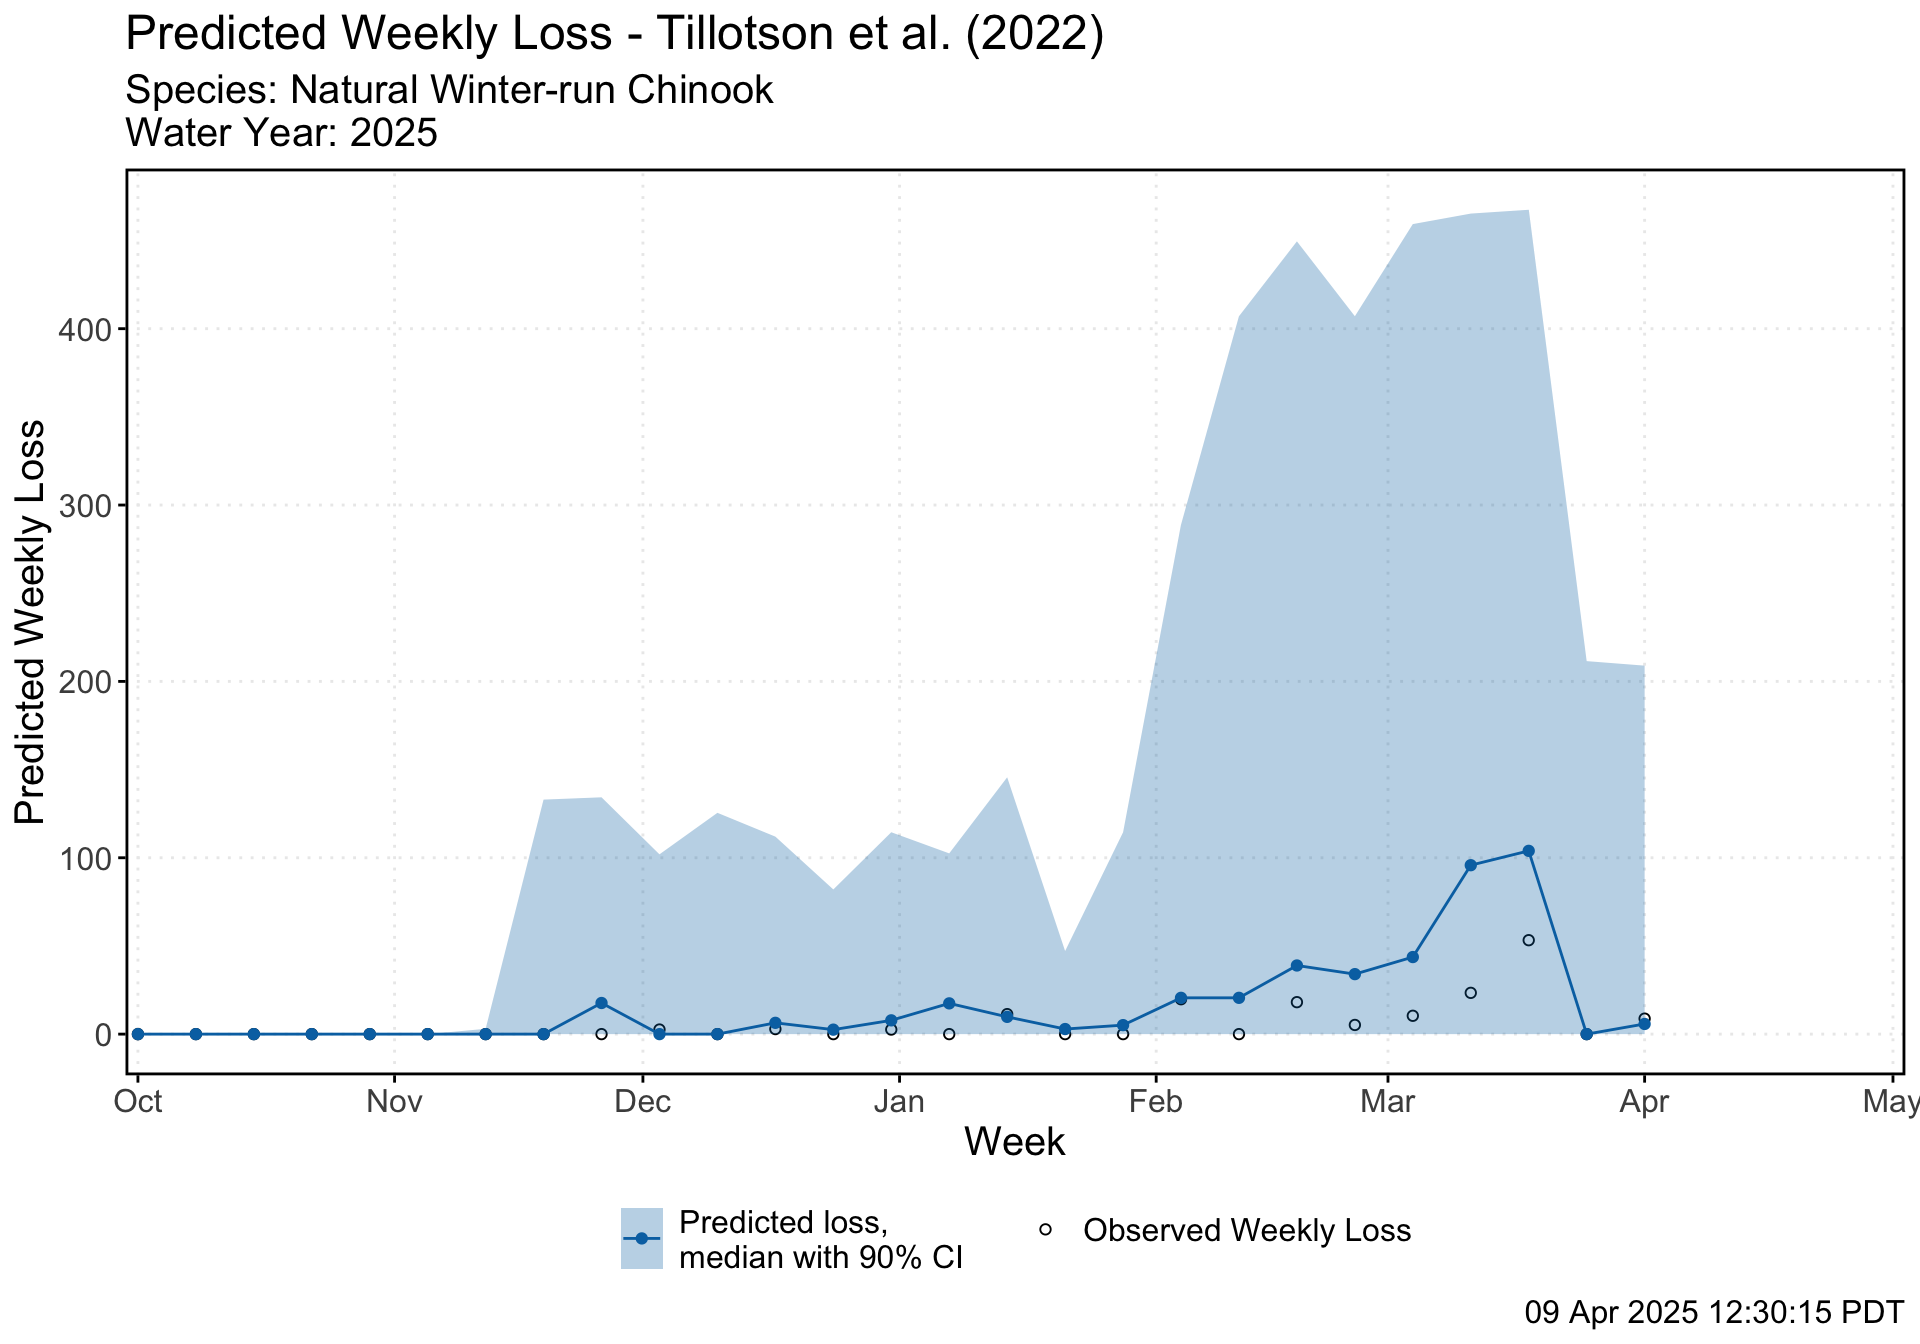 Predicted Weekly Loss - Tillotson et al. (2022)
Species: Natural Winter-run Chinook
Water Year: 2025
Predicted Weekly Loss
400
300
200
100
0
Oct Nov Dec Jan Feb Mar Apr May
Week
Predicted loss,
median with 90% CI
Observed Weekly Loss
09 Apr 2025 12:30:15 PDT